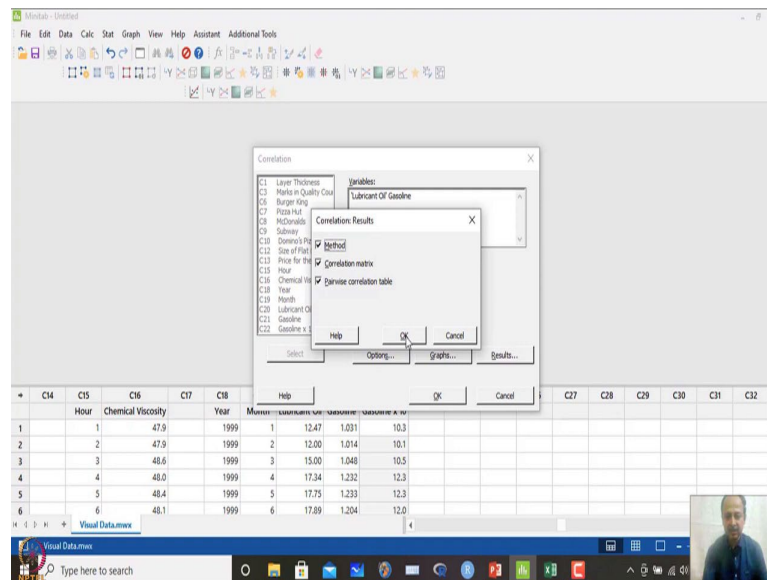 Minitab - Untitled
File Edit Data Calc Stat Graph View Help Assistant Additional Tools
Correlation
C1 Layer Thickness
C3 Marks in Quality Cou
C6 Burger King
C7 Pizza Hut
C8 McDonalds
C9 Subway
C10 Domino's Piz
C12 Size of Flat
C13 Price for the
C15 Hour
C16 Chemical Vis
C18 Year
C19 Month
C20 Lubricant O
C21 Gasoline
C22 Gasoline x 1
Variables:
'Lubricant Oil' Gasoline
Correlation: Results
Method
Correlation matrix
Pairwise correlation table
Help OK Cancel
Select Options... Graphs... Results...
Help OK Cancel
C14 C15 C16 C17 C18 C27 C28 C29 C30 C31 C32
Hour Chemical Viscosity Year Month Lubricant Oil Gasoline Gasoline x 10
1 1 47.9 1999 1 12.47 1.031 10.3
2 2 47.9 1999 2 12.00 1.014 10.1
3 3 48.6 1999 3 15.00 1.048 10.5
4 4 48.0 1999 4 17.34 1.232 12.3
5 5 48.4 1999 5 17.75 1.233 12.3
6 6 48.1 1999 6 17.89 1.204 12.0
Visual Data.mwx
Visual Data.mwx
Type here to search
NPTEL